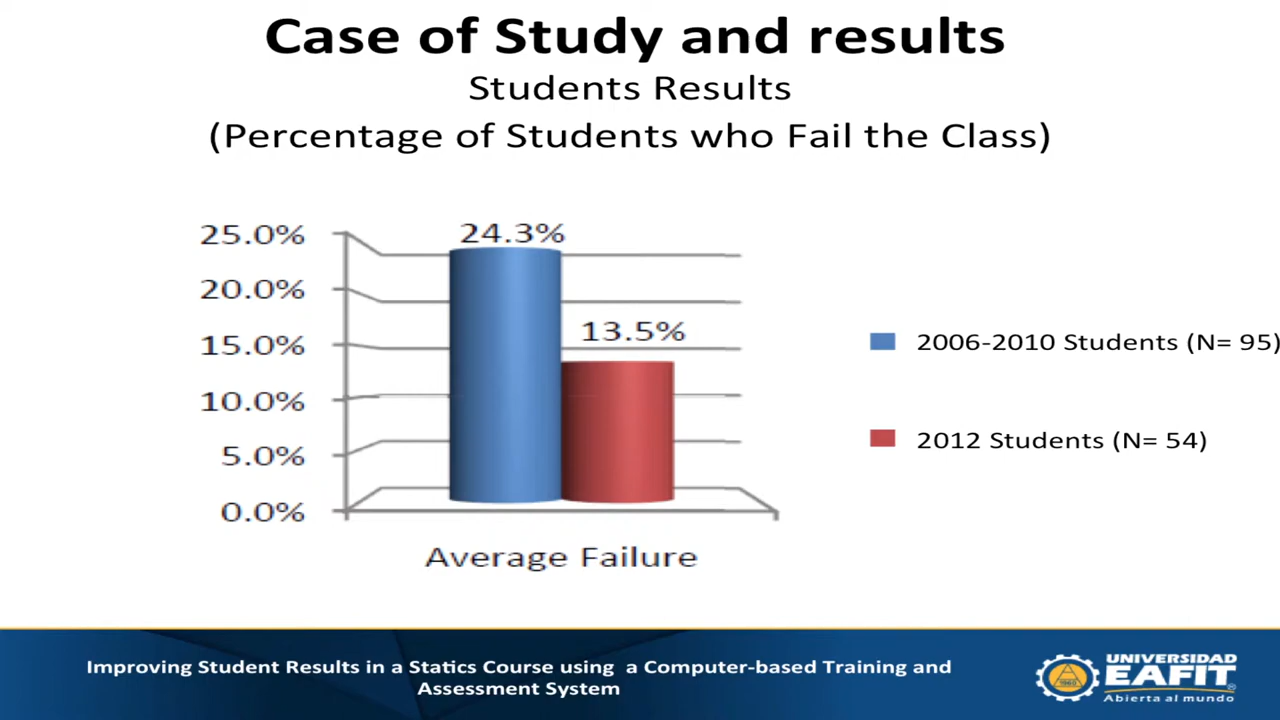 Case of Study and results
Students Results
(Percentage of Students who Fail the Class)
25.0%
20.0%
15.0%
10.0%
5.0%
0.0%
24.3%
13.5%
Average Failure
2006-2010 Students (N= 95)
2012 Students (N= 54)
Improving Student Results in a Statics Course using a Computer-based Training and
Assessment System
1960
UNIVERSIDAD
EAFIT®
Abierta al mundo